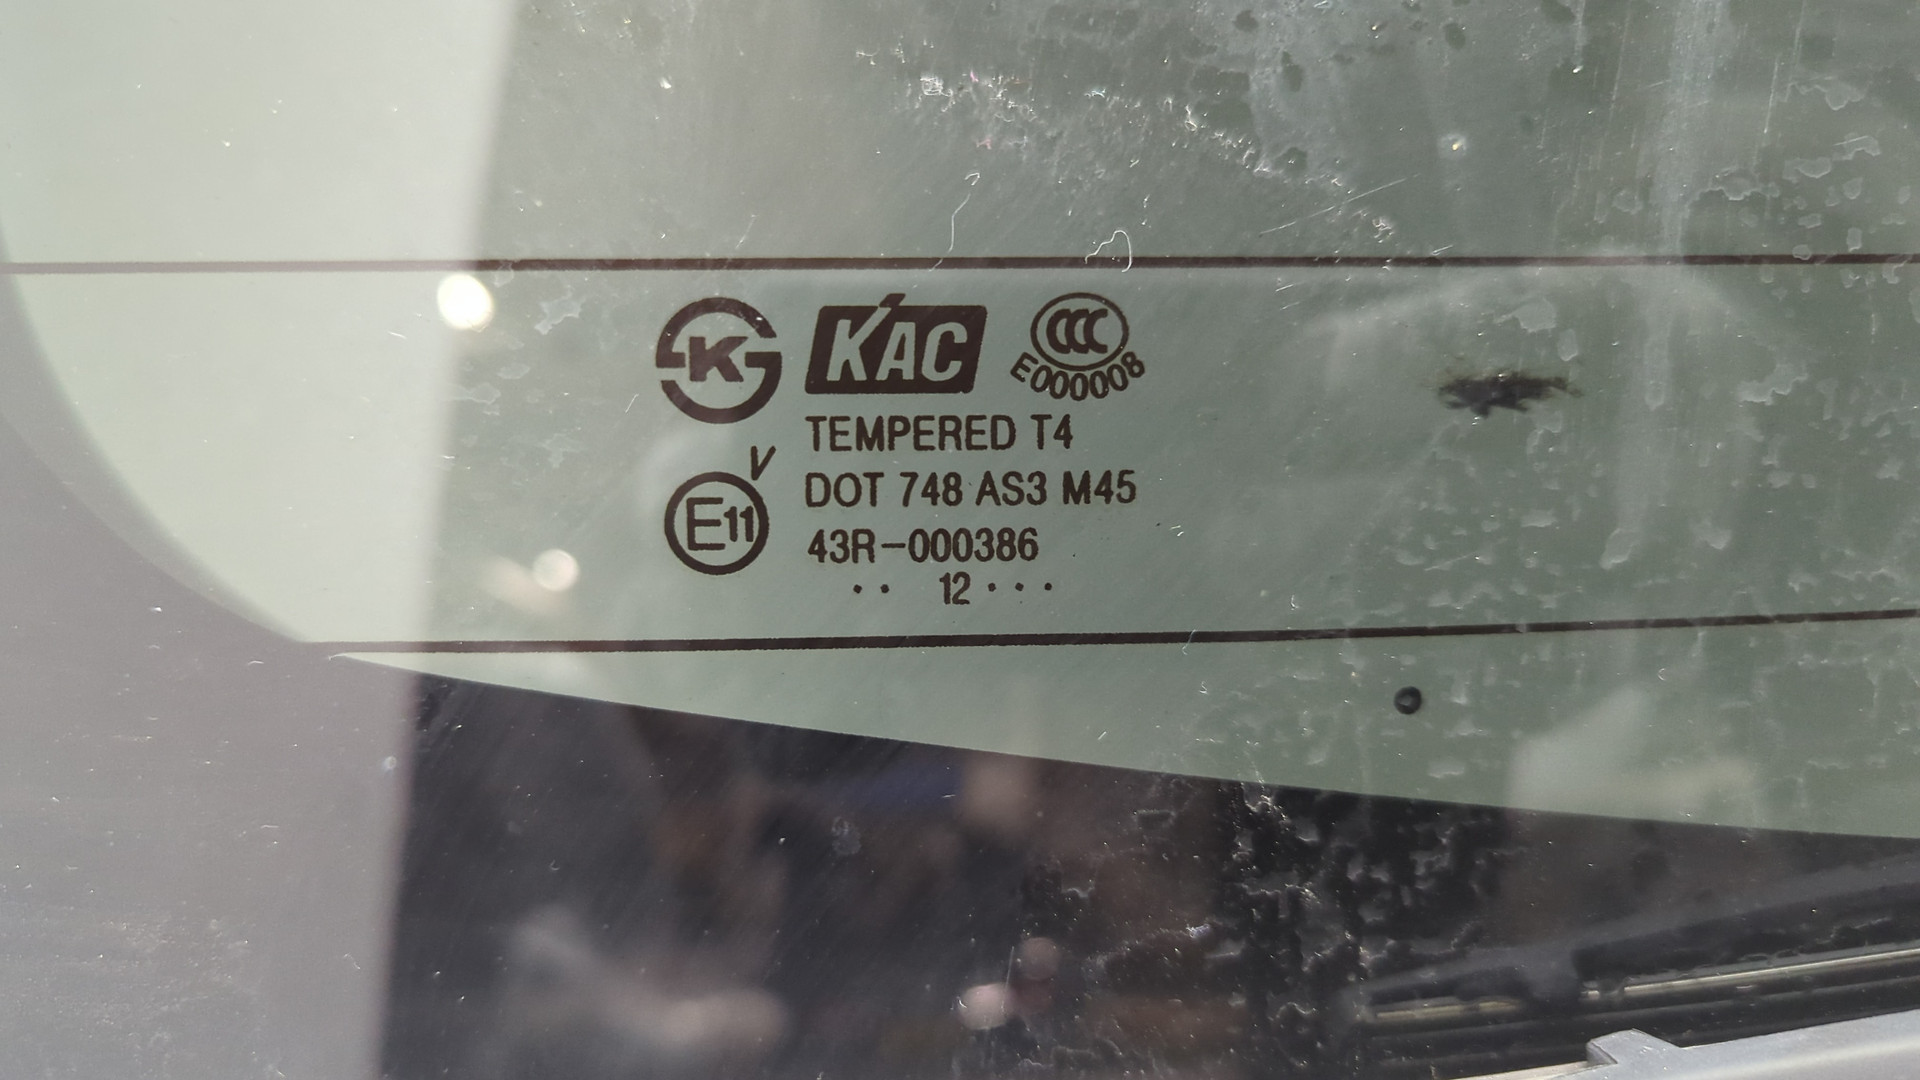 K KAC CCC
E000008
TEMPERED T4
V
DOT 748 AS3 M45
E11
43R-000386
·· 12 ···